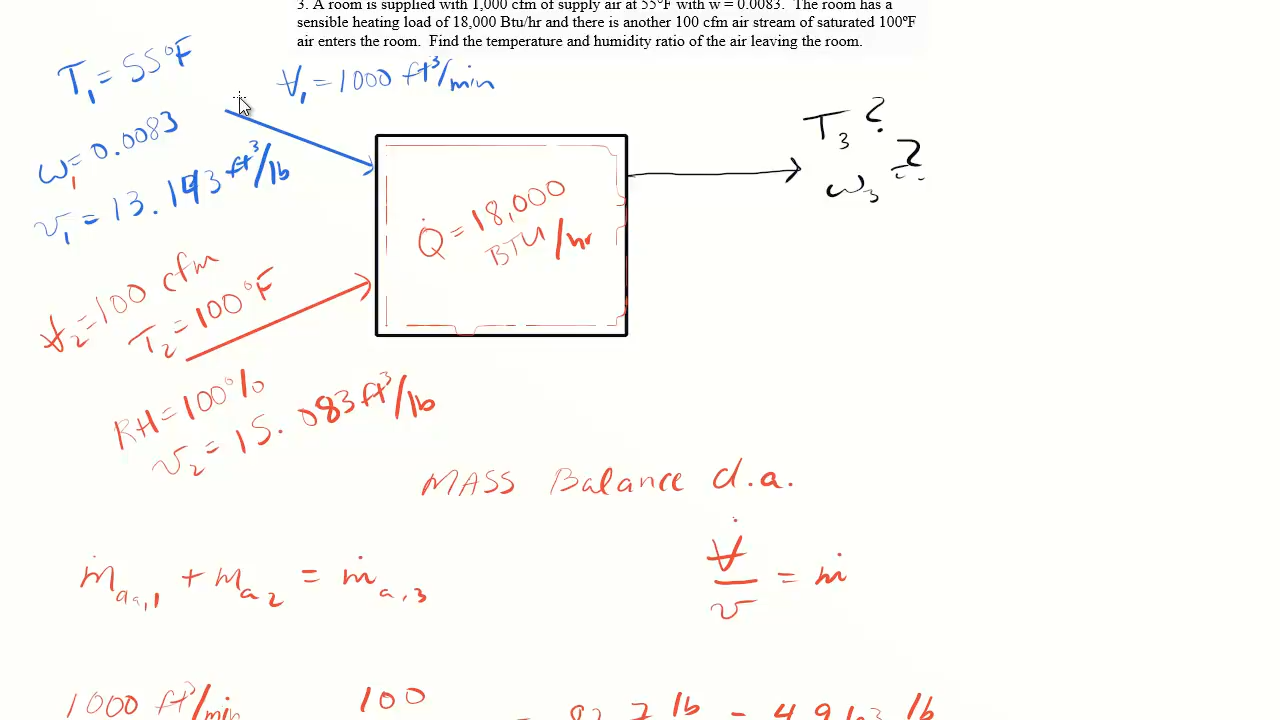 3. A room is supplied with 1,000 cfm of supply air at 55°F with w = 0.0083. The room has a
sensible heating load of 18,000 Btu/hr and there is another 100 cfm air stream of saturated 100°F
air enters the room. Find the temperature and humidity ratio of the air leaving the room.
T₁ = 55°F
V₁ = 1000 ft³/min
ω₁ = 0.0083
v₁ = 13.193 ft³/lb
T₃ ?
ω₃ = ?
Q̇ = 18,000
BTU/hr
V₂ = 100 cfm
T₂ = 100°F
RH = 100%
v₂ = 15.083 ft³/lb
MASS Balance d.a.
ṁₐₐ,₁ + ṁₐ₂ = ṁₐ,₃
V̇/v = ṁ
1000 ft³/min
100